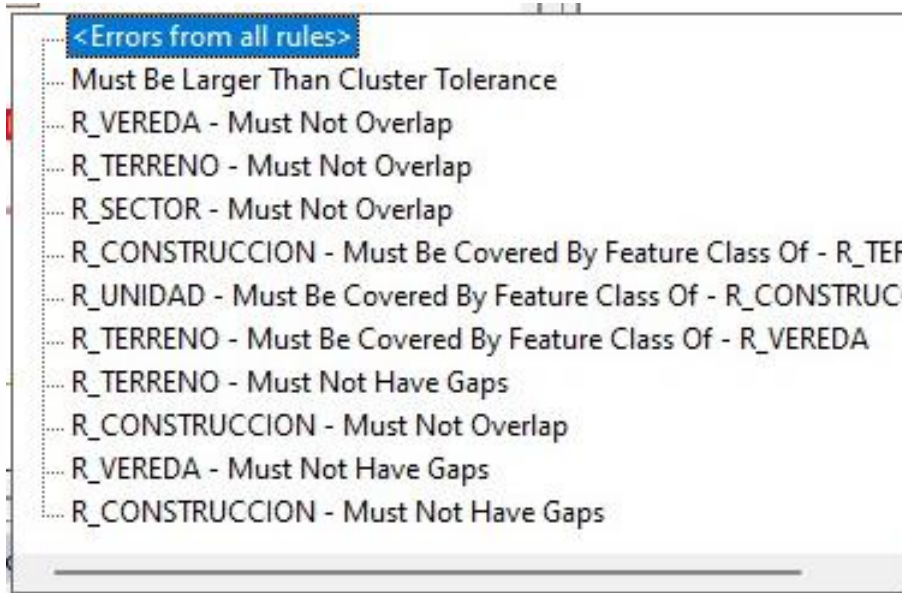 <Errors from all rules>
Must Be Larger Than Cluster Tolerance
R_VEREDA - Must Not Overlap
R_TERRENO - Must Not Overlap
R_SECTOR - Must Not Overlap
R_CONSTRUCCION - Must Be Covered By Feature Class Of - R_TER
R_UNIDAD - Must Be Covered By Feature Class Of - R_CONSTRUC
R_TERRENO - Must Be Covered By Feature Class Of - R_VEREDA
R_TERRENO - Must Not Have Gaps
R_CONSTRUCCION - Must Not Overlap
R_VEREDA - Must Not Have Gaps
R_CONSTRUCCION - Must Not Have Gaps